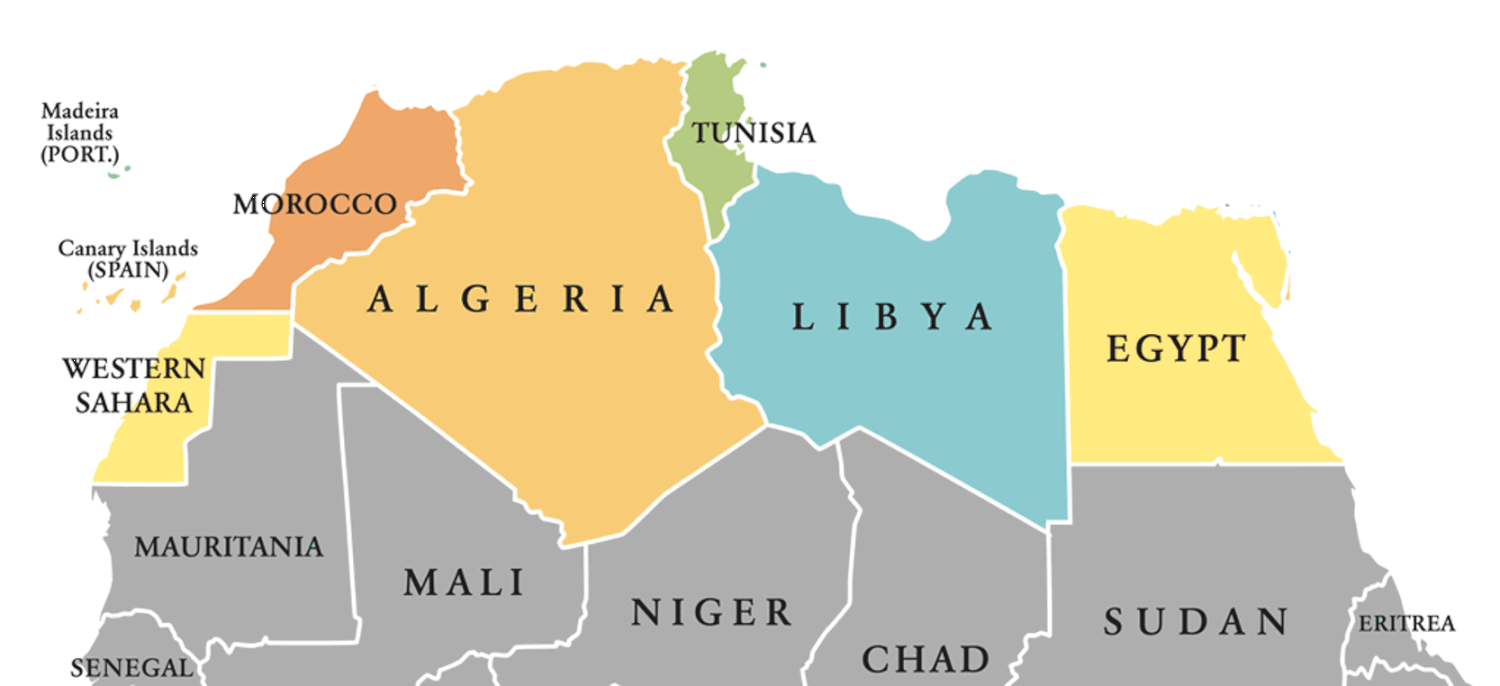 Madeira
Islands
(PORT.)
TUNISIA
MOROCCO
Canary Islands
(SPAIN)
ALGERIA
LIBYA
EGYPT
WESTERN
SAHARA
MAURITANIA
MALI
NIGER
SUDAN
ERITREA
CHAD
SENEGAL